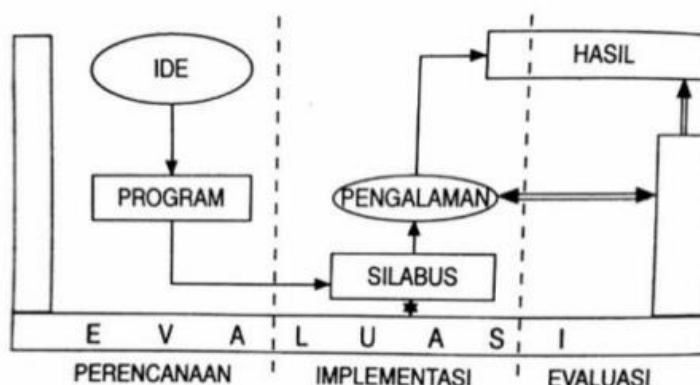 IDE
HASIL
PROGRAM
PENGALAMAN
SILABUS
E V A L U A S I
PERENCANAAN IMPLEMENTASI EVALUASI